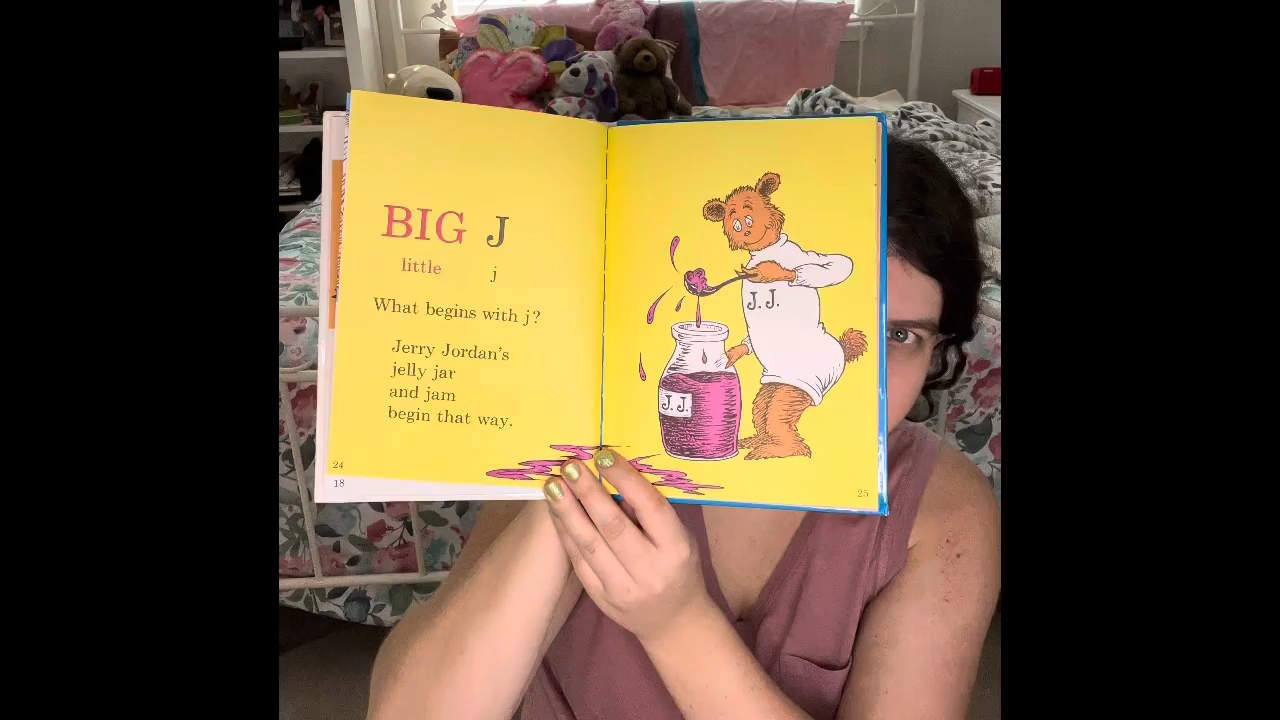 BIG J
little j
What begins with j?
Jerry Jordan's
jelly jar
and jam
begin that way.
24
18
J.J.
J.J.
25